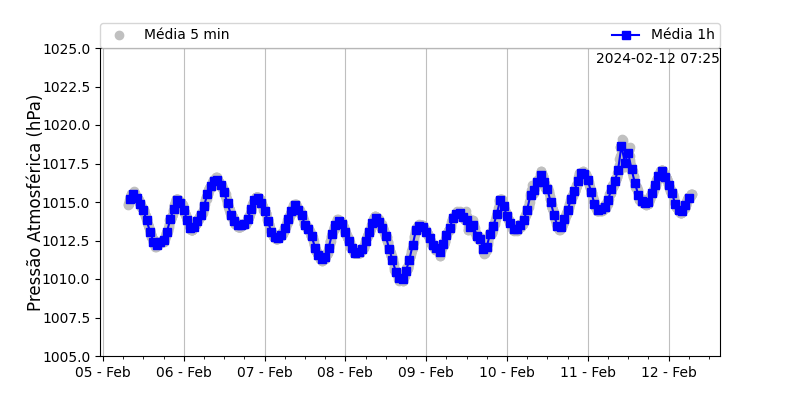 Média 5 min
Média 1h
2024-02-12 07:25
Pressão Atmosférica (hPa)
1025.0
1022.5
1020.0
1017.5
1015.0
1012.5
1010.0
1007.5
1005.0
05 - Feb
06 - Feb
07 - Feb
08 - Feb
09 - Feb
10 - Feb
11 - Feb
12 - Feb